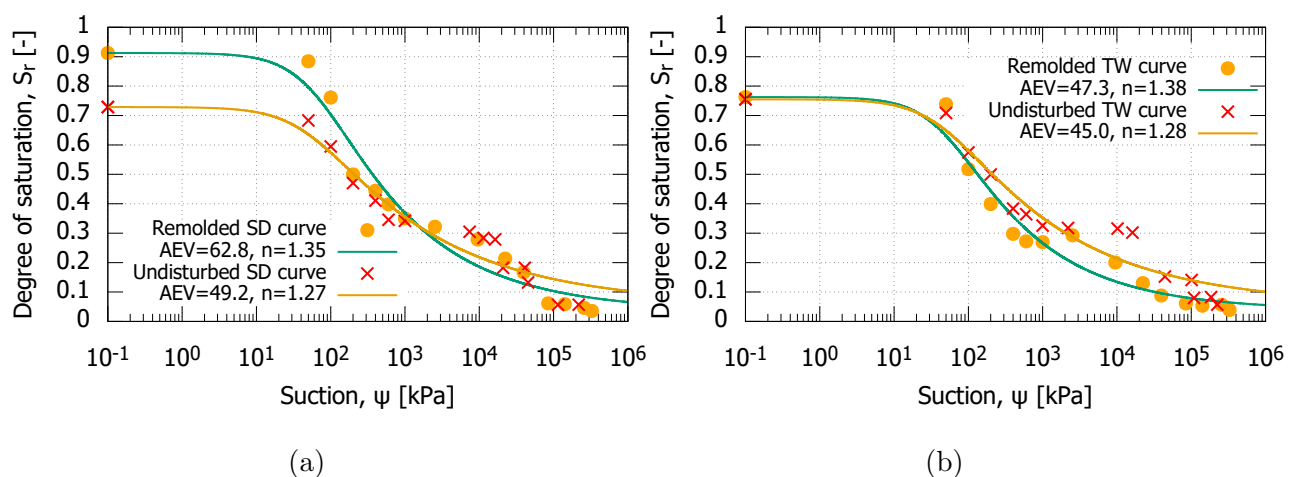 1
0.9
0.8
0.7
0.6
0.5
0.4
0.3
0.2
0.1
0
Degree of saturation, Sᵣ [-]
Remolded SD curve
AEV=62.8, n=1.35
Undisturbed SD curve
AEV=49.2, n=1.27
10⁻¹ 10⁰ 10¹ 10² 10³ 10⁴ 10⁵ 10⁶
Suction, ψ [kPa]
(a)
1
0.9
0.8
0.7
0.6
0.5
0.4
0.3
0.2
0.1
0
Degree of saturation, Sᵣ [-]
Remolded TW curve
AEV=47.3, n=1.38
Undisturbed TW curve
AEV=45.0, n=1.28
10⁻¹ 10⁰ 10¹ 10² 10³ 10⁴ 10⁵ 10⁶
Suction, ψ [kPa]
(b)